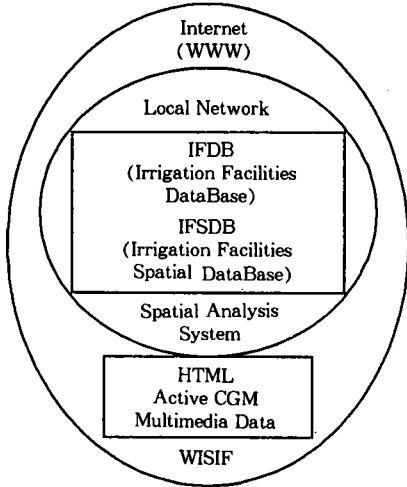 Internet
(WWW)
Local Network
IFDB
(Irrigation Facilities
DataBase)
IFSDB
(Irrigation Facilities
Spatial DataBase)
Spatial Analysis
System
HTML
Active CGM
Multimedia Data
WISIF